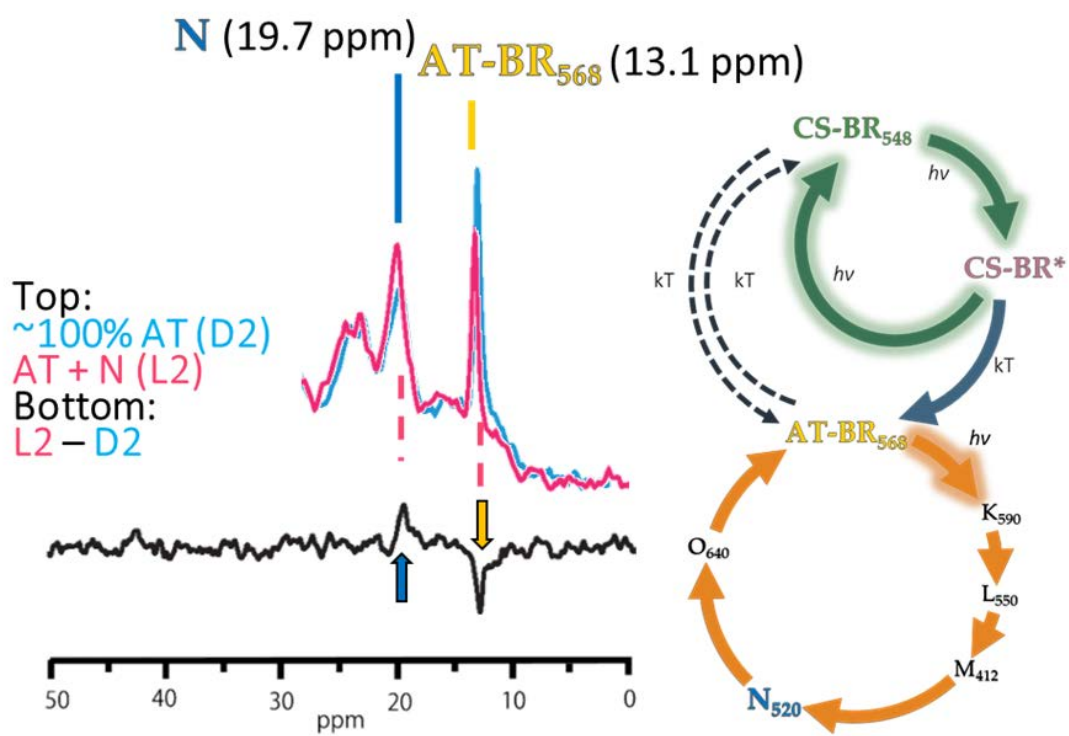 N (19.7 ppm)
AT-BR568 (13.1 ppm)
Top:
~100% AT (D2)
AT + N (L2)
Bottom:
L2 – D2
50 40 30 20 10 0
ppm
CS-BR548
hν
CS-BR*
kT
kT
hν
kT
AT-BR568
hν
K590
O640
L550
M412
N520